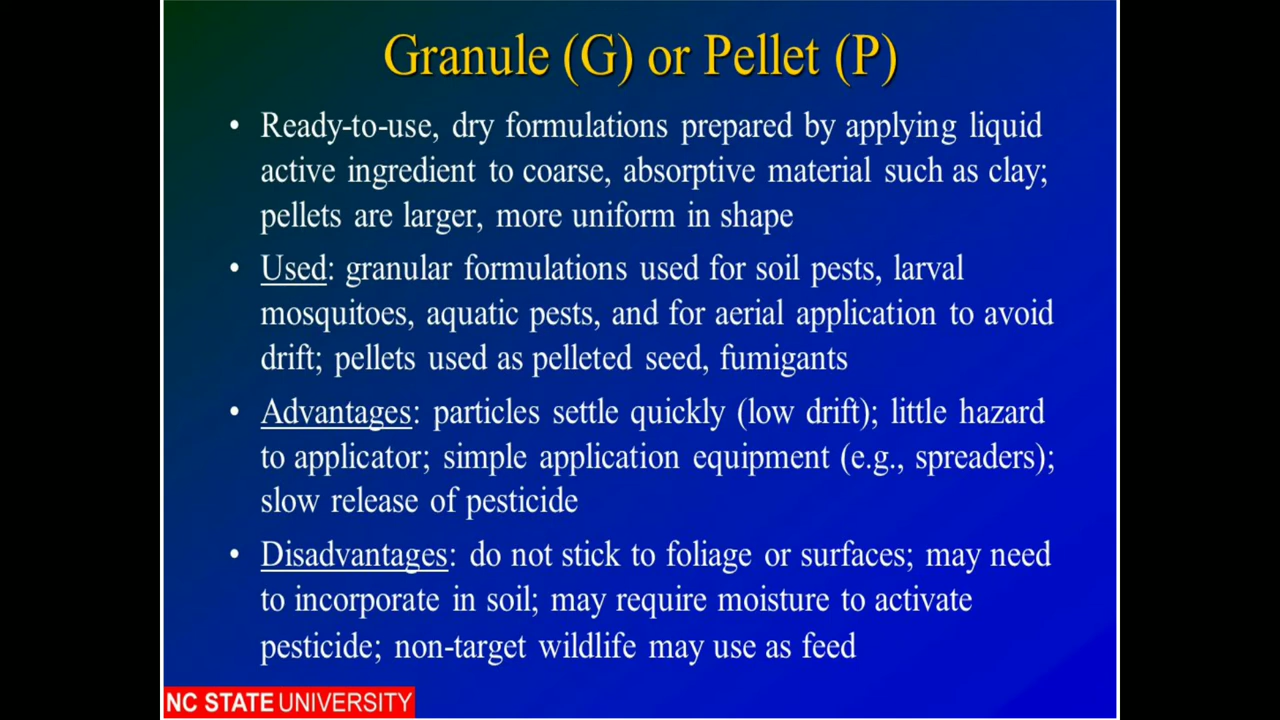 Granule (G) or Pellet (P)
• Ready-to-use, dry formulations prepared by applying liquid
active ingredient to coarse, absorptive material such as clay;
pellets are larger, more uniform in shape
• Used: granular formulations used for soil pests, larval
mosquitoes, aquatic pests, and for aerial application to avoid
drift; pellets used as pelleted seed, fumigants
• Advantages: particles settle quickly (low drift); little hazard
to applicator; simple application equipment (e.g., spreaders);
slow release of pesticide
• Disadvantages: do not stick to foliage or surfaces; may need
to incorporate in soil; may require moisture to activate
pesticide; non-target wildlife may use as feed
NC STATE UNIVERSITY